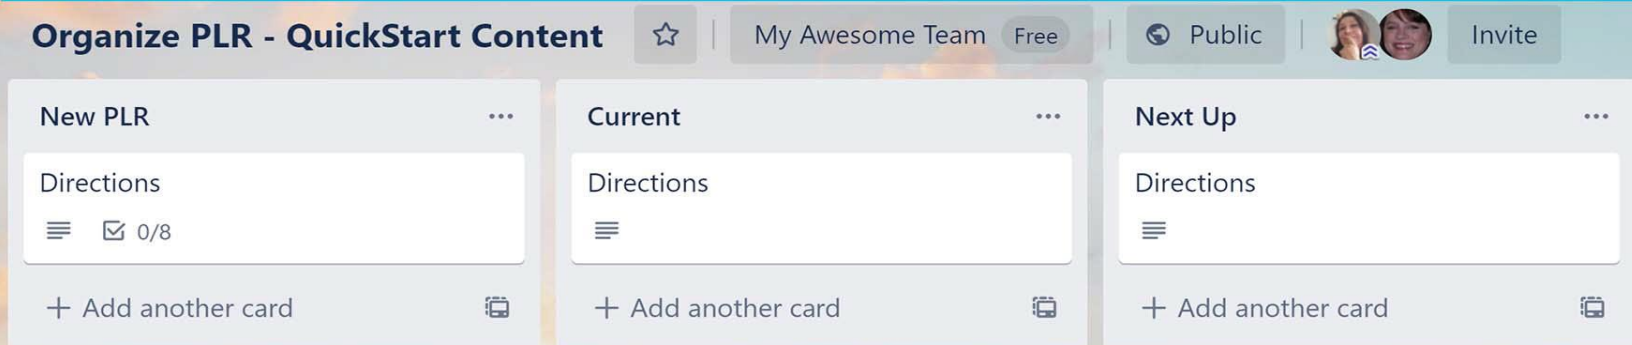 Organize PLR - QuickStart Content My Awesome Team Free Public Invite
New PLR
Directions
0/8
+ Add another card
Current
Directions
+ Add another card
Next Up
Directions
+ Add another card